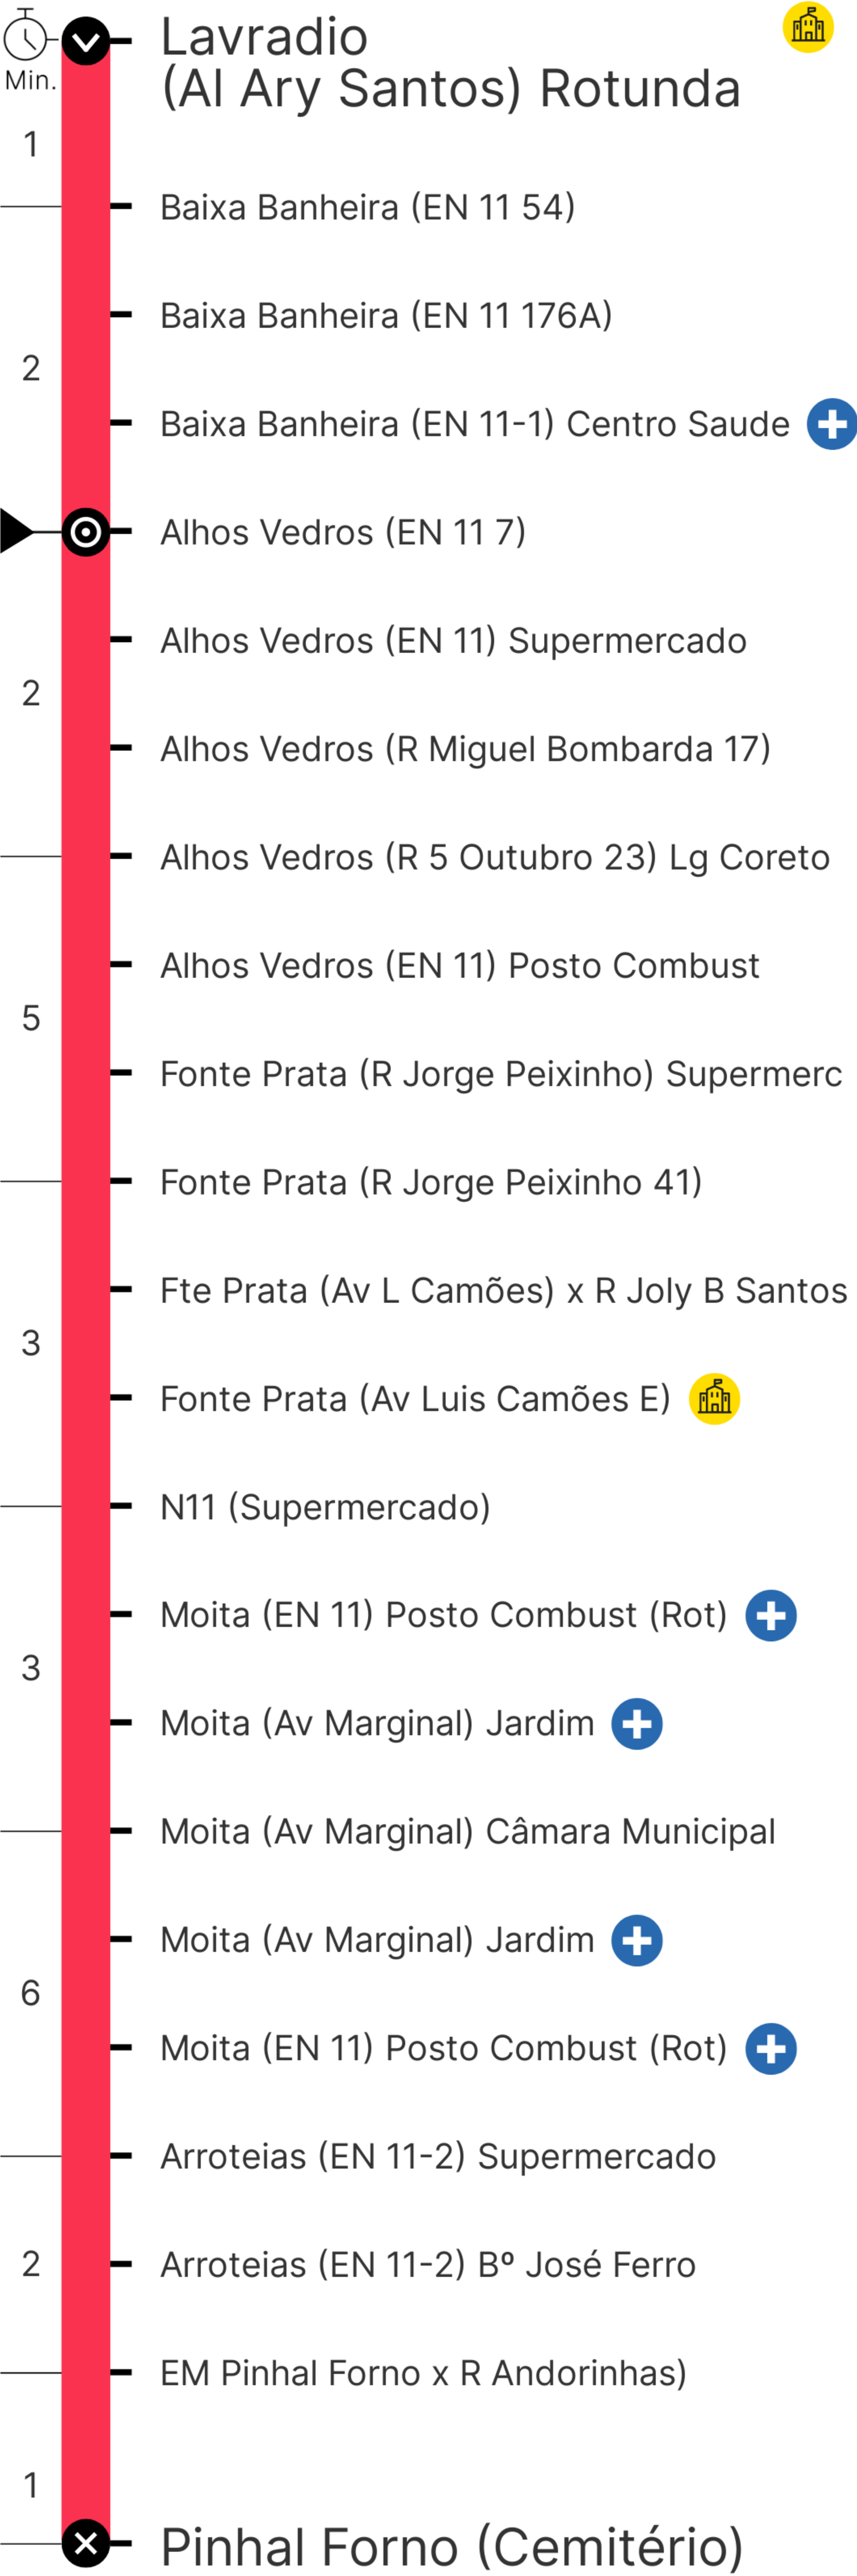 Min.
Lavradio
(Al Ary Santos) Rotunda
1
Baixa Banheira (EN 11 54)
Baixa Banheira (EN 11 176A)
2
Baixa Banheira (EN 11-1) Centro Saude
Alhos Vedros (EN 11 7)
Alhos Vedros (EN 11) Supermercado
2
Alhos Vedros (R Miguel Bombarda 17)
Alhos Vedros (R 5 Outubro 23) Lg Coreto
Alhos Vedros (EN 11) Posto Combust
5
Fonte Prata (R Jorge Peixinho) Supermerc
Fonte Prata (R Jorge Peixinho 41)
Fte Prata (Av L Camões) x R Joly B Santos
3
Fonte Prata (Av Luis Camões E)
N11 (Supermercado)
Moita (EN 11) Posto Combust (Rot)
3
Moita (Av Marginal) Jardim
Moita (Av Marginal) Câmara Municipal
Moita (Av Marginal) Jardim
6
Moita (EN 11) Posto Combust (Rot)
Arroteias (EN 11-2) Supermercado
2
Arroteias (EN 11-2) Bº José Ferro
EM Pinhal Forno x R Andorinhas)
1
Pinhal Forno (Cemitério)